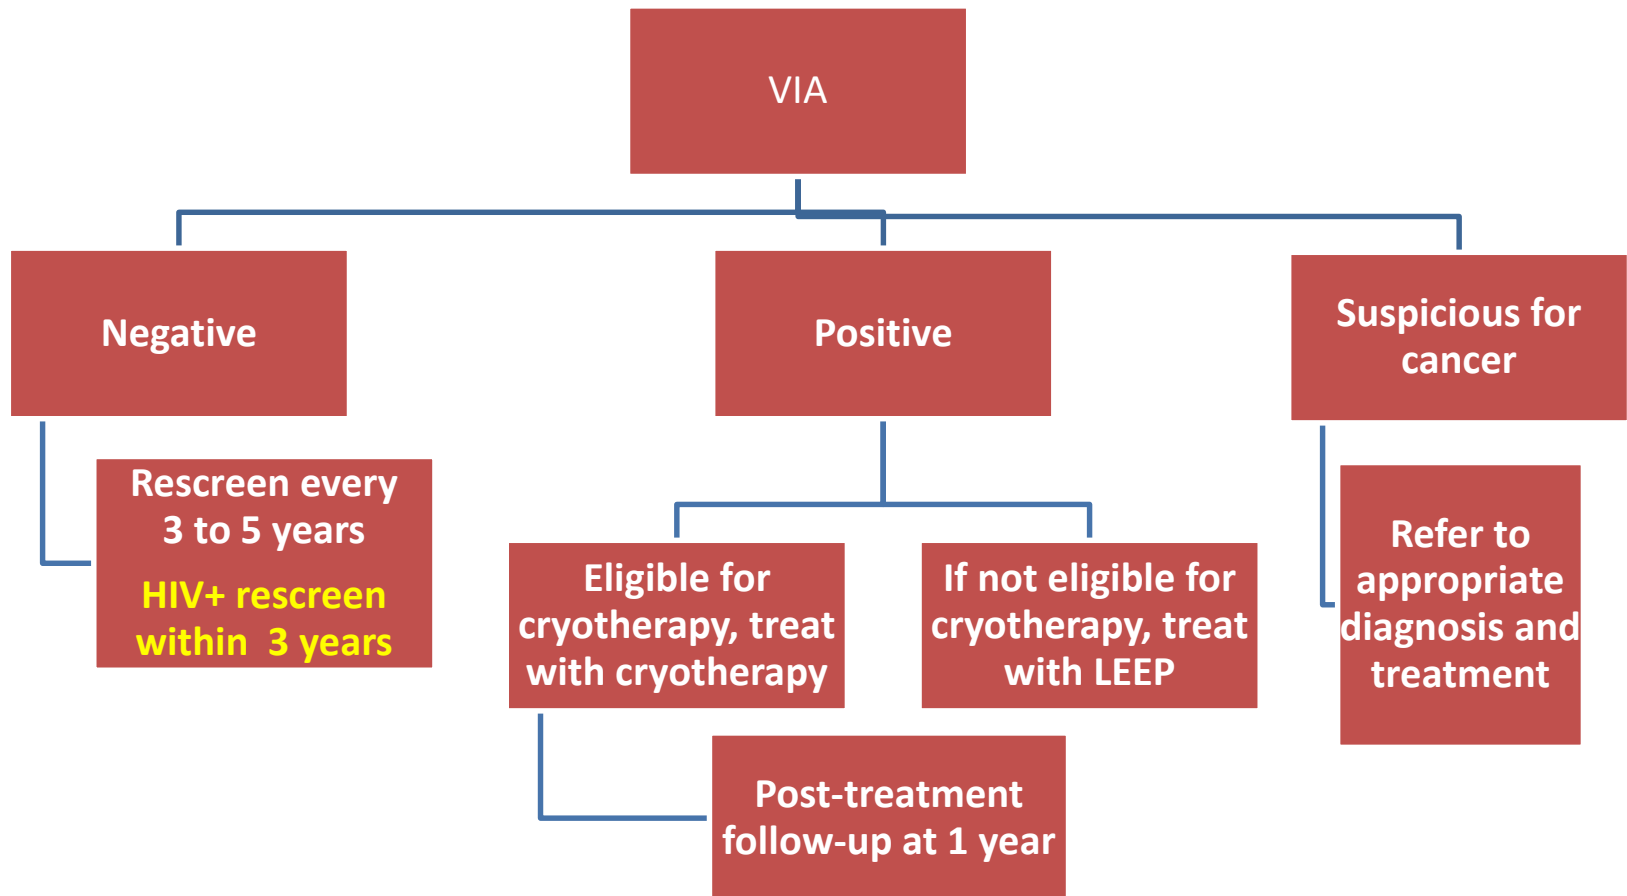 VIA
Negative
Positive
Suspicious for
cancer
Rescreen every
3 to 5 years
HIV+ rescreen
within  3 years
Eligible for
cryotherapy, treat
with cryotherapy
If not eligible for
cryotherapy, treat
with LEEP
Refer to
appropriate
diagnosis and
treatment
Post-treatment
follow-up at 1 year